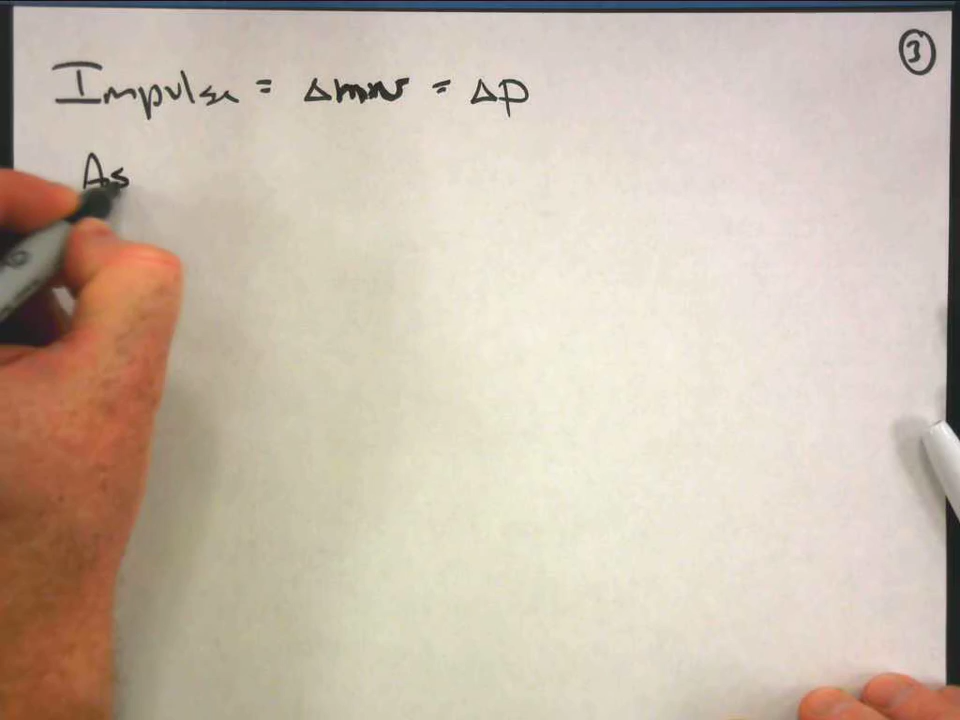 ③
Impulse = Δmv = Δp
As